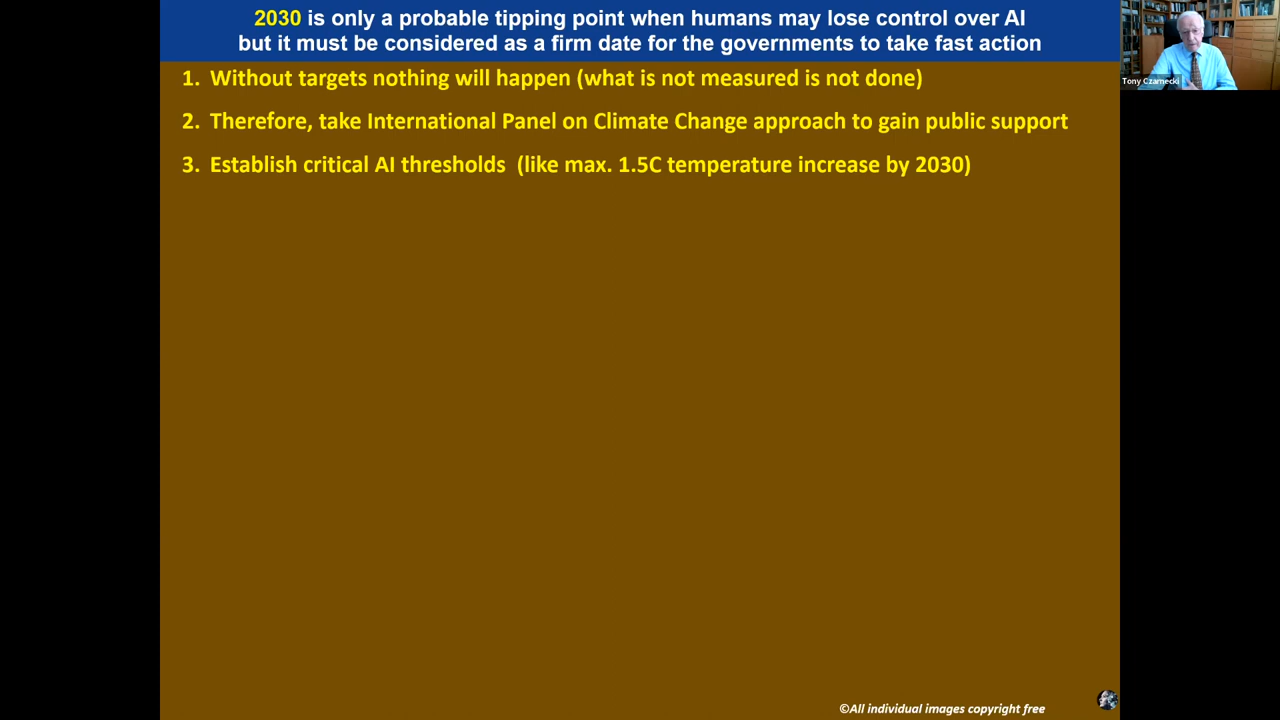 2030 is only a probable tipping point when humans may lose control over AI
but it must be considered as a firm date for the governments to take fast action
1. Without targets nothing will happen (what is not measured is not done)
2. Therefore, take International Panel on Climate Change approach to gain public support
3. Establish critical AI thresholds (like max. 1.5C temperature increase by 2030)
Tony Czarnecki
©All individual images copyright free